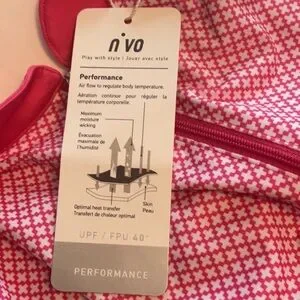 n'vo
Play with style | Jouer avec style
Performance
Air flow to regulate body temperature.
Aération continue pour réguler la
température corporelle.
Maximum
moisture
wicking
Évacuation
maximale de
l'humidité
Optimal heat transfer
Transfert de chaleur optimal
Skin
Peau
UPF / FPU 40+
PERFORMANCE